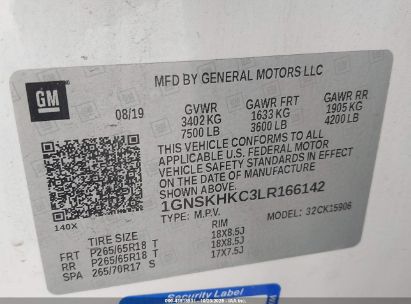 MFD BY GENERAL MOTORS LLC
GM
08/19 GVWR GAWR FRT GAWR RR
3402 KG 1633 KG 1905 KG
7500 LB 3600 LB 4200 LB
THIS VEHICLE CONFORMS TO ALL
APPLICABLE U.S. FEDERAL MOTOR
VEHICLE SAFETY STANDARDS IN EFFECT
ON THE DATE OF MANUFACTURE
SHOWN ABOVE.
1GNSKHKC3LR166142
TYPE: M.P.V. MODEL: 32CK15906
140X
TIRE SIZE RIM
FRT P265/65R18 T 18X8.5J
RR P265/65R18 T 18X8.5J
SPA 265/70R17 S 17X7.5J
Security Label